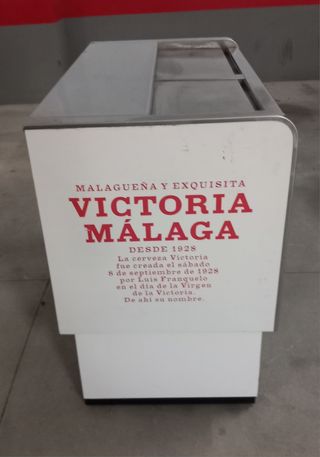 MALAGUEÑA Y EXQUISITA
VICTORIA
MÁLAGA
DESDE 1928
La cerveza Victoria
fue creada el sábado
8 de septiembre de 1928
por Luis Franquelo
en el día de la Virgen
de la Victoria.
De ahí su nombre.